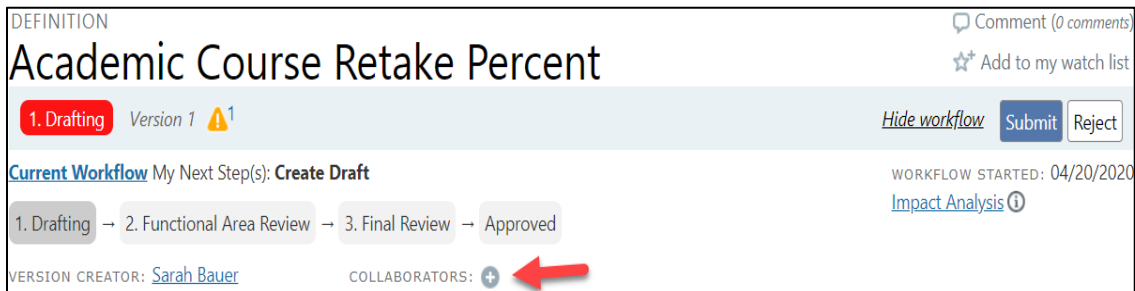 DEFINITION
Comment (0 comments)
Academic Course Retake Percent
Add to my watch list
1. Drafting Version 1 1 Hide workflow Submit Reject
Current Workflow My Next Step(s): Create Draft
WORKFLOW STARTED: 04/20/2020
Impact Analysis
1. Drafting → 2. Functional Area Review → 3. Final Review → Approved
VERSION CREATOR: Sarah Bauer COLLABORATORS: